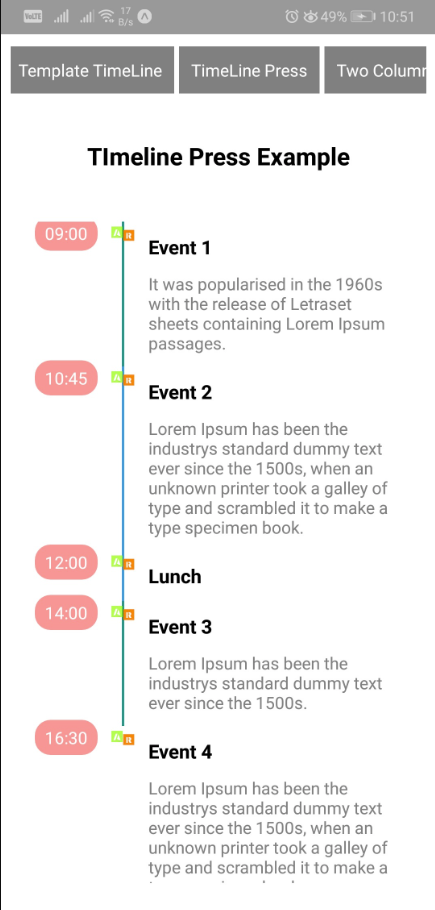 VoLTE 17 B/s 49% 10:51
Template TimeLine TimeLine Press Two Column
TImeline Press Example
09:00 A R
Event 1
It was popularised in the 1960s
with the release of Letraset
sheets containing Lorem Ipsum
passages.
10:45 A R
Event 2
Lorem Ipsum has been the
industrys standard dummy text
ever since the 1500s, when an
unknown printer took a galley of
type and scrambled it to make a
type specimen book.
12:00 A R
Lunch
14:00 A R
Event 3
Lorem Ipsum has been the
industrys standard dummy text
ever since the 1500s.
16:30 A R
Event 4
Lorem Ipsum has been the
industrys standard dummy text
ever since the 1500s, when an
unknown printer took a galley of
type and scrambled it to make a